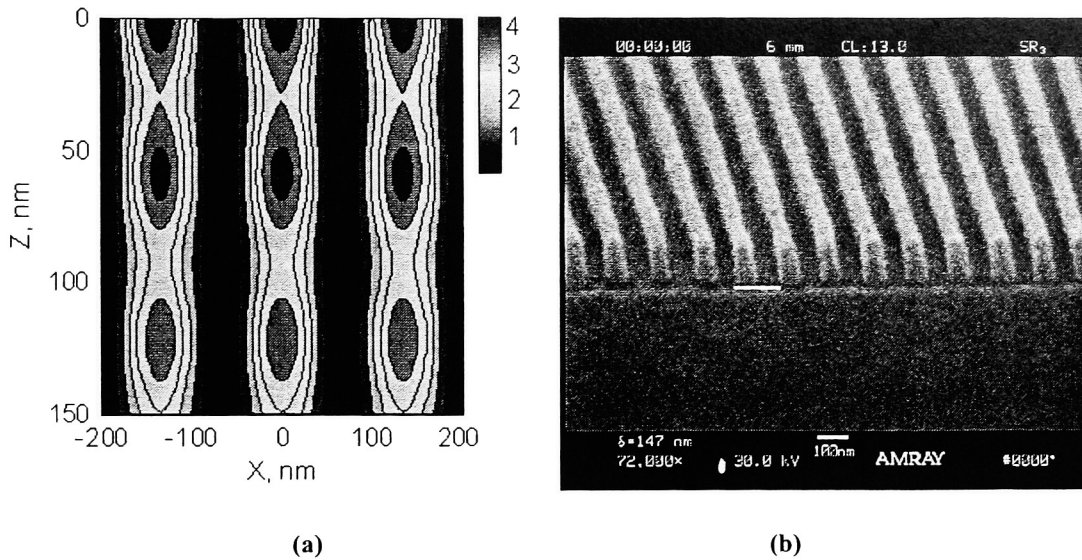 0
50
100
150
Z, nm
-200
-100
0
100
200
X, nm
4
3
2
1
00:00:00 6 mm CL:13.0 SR₃
δ=147 nm
72,000× 30.0 kV 100nm AMRAY #0000*
(a) (b)